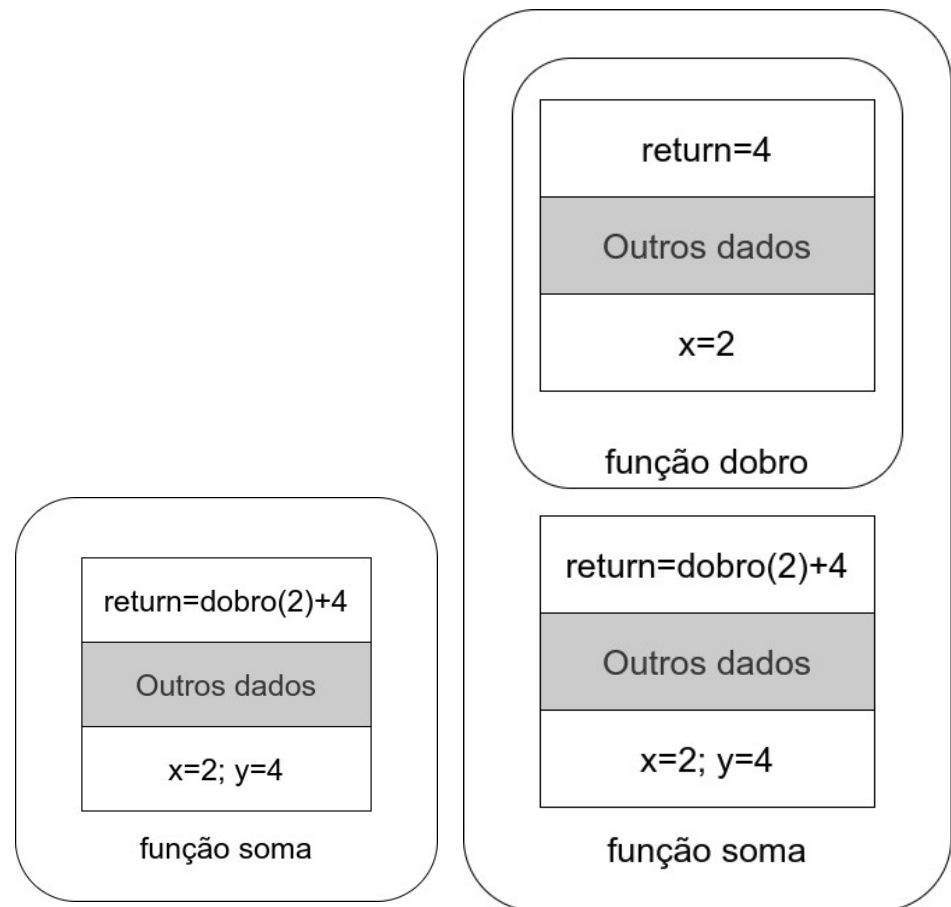 return=dobro(2)+4
Outros dados
x=2; y=4
função soma
return=4
Outros dados
x=2
função dobro
return=dobro(2)+4
Outros dados
x=2; y=4
função soma